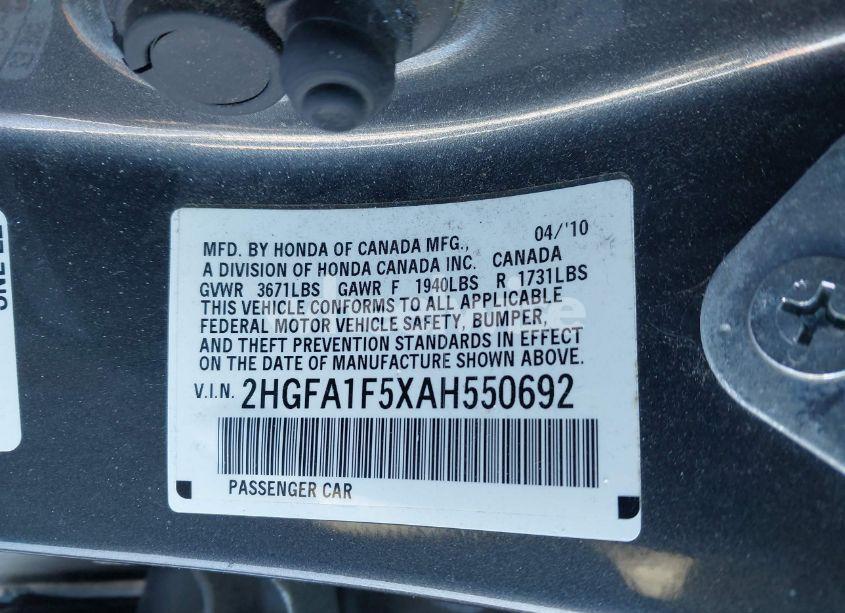 04/'10
MFD. BY HONDA OF CANADA MFG.,
A DIVISION OF HONDA CANADA INC. CANADA
GVWR 3671LBS GAWR F 1940LBS R 1731LBS
THIS VEHICLE CONFORMS TO ALL APPLICABLE
FEDERAL MOTOR VEHICLE SAFETY, BUMPER,
AND THEFT PREVENTION STANDARDS IN EFFECT
ON THE DATE OF MANUFACTURE SHOWN ABOVE.
V.I.N. 2HGFA1F5XAH550692
PASSENGER CAR